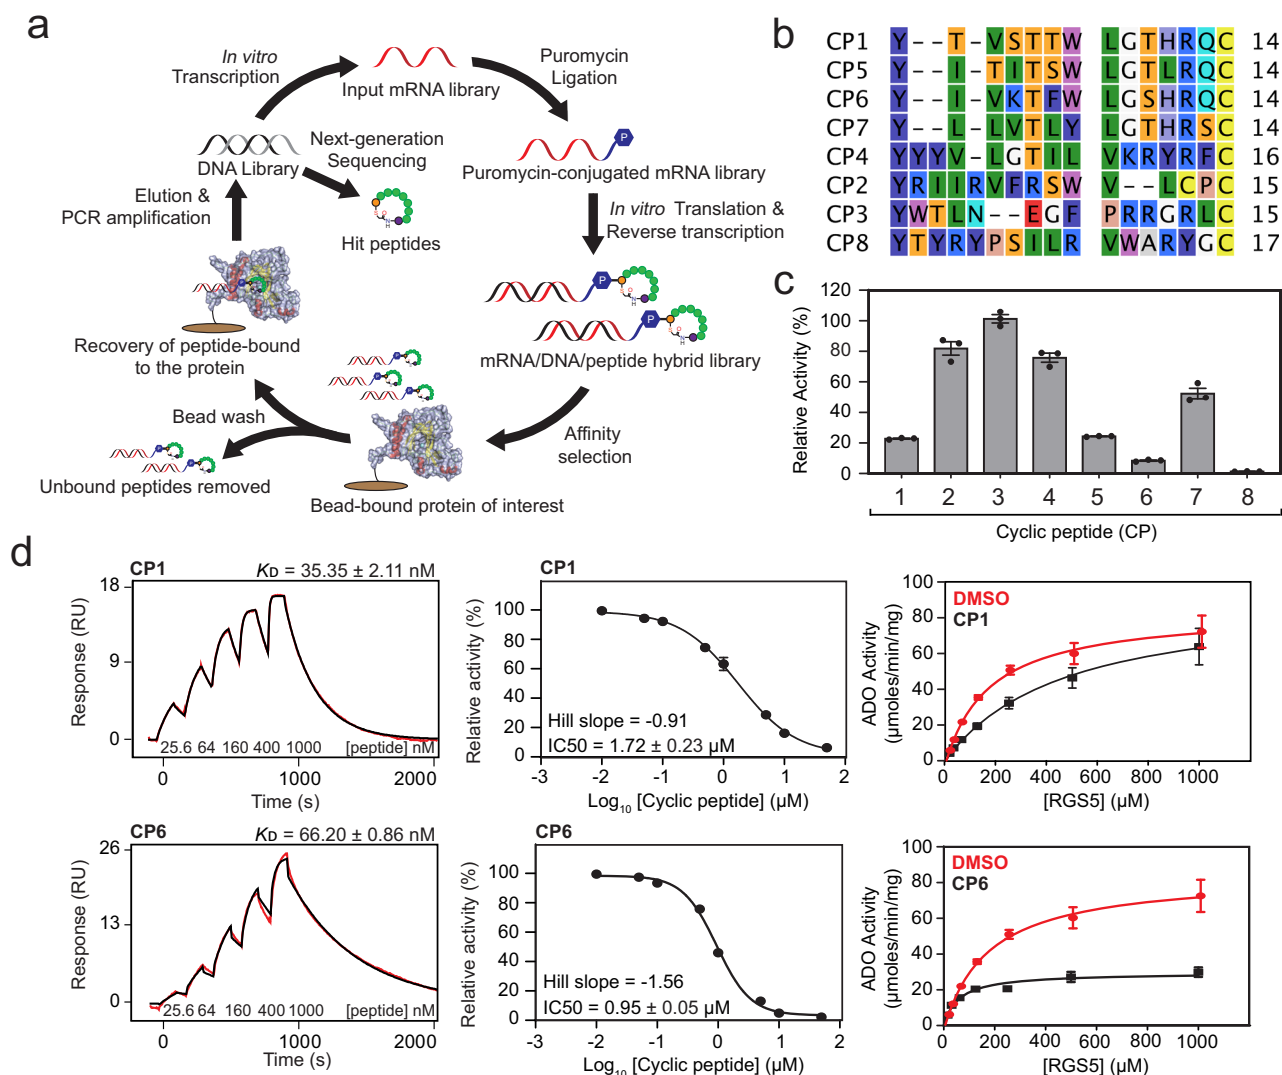 a
In vitro
Transcription
Input mRNA library
Puromycin
Ligation
P
Puromycin-conjugated mRNA library
DNA Library
Next-generation
Sequencing
Hit peptides
Elution &
PCR amplification
In vitro Translation &
Reverse transcription
P
P
mRNA/DNA/peptide hybrid library
Recovery of peptide-bound
to the protein
Bead wash
Unbound peptides removed
Affinity
selection
Bead-bound protein of interest
b
CP1 Y--T-VSTTW LGTHRQC 14
CP5 Y--I-TITSW LGTLRQC 14
CP6 Y--I-VKTFW LGSHRQC 14
CP7 Y--L-LVTLY LGTHRSC 14
CP4 YYYV-LGTIL VKRYRFC 16
CP2 YRIIRVFRSW V--LCPC 15
CP3 YWTLN--EGF PRRGRLC 15
CP8 YTYRYPSILR VWARYGC 17
c
Relative Activity (%)
120
100
80
60
40
20
0
1 2 3 4 5 6 7 8
Cyclic peptide (CP)
d
CP1
KD = 35.35 ± 2.11 nM
Response (RU)
18
9
0
25.6 64 160 400 1000 [peptide] nM
0 1000 2000
Time (s)
CP1
Relative activity (%)
100
80
60
40
20
0
Hill slope = -0.91
IC50 = 1.72 ± 0.23 µM
-3 -2 -1 0 1 2
Log10 [Cyclic peptide] (µM)
ADO Activity
(µmoles/min/mg)
100
80
60
40
20
0
DMSO
CP1
0 200 400 600 800 1000
[RGS5] (µM)
CP6
KD = 66.20 ± 0.86 nM
Response (RU)
26
13
0
25.6 64 160 400 1000 [peptide] nM
0 1000 2000
Time (s)
CP6
Relative activity (%)
100
80
60
40
20
0
Hill slope = -1.56
IC50 = 0.95 ± 0.05 µM
-3 -2 -1 0 1 2
Log10 [Cyclic peptide] (µM)
ADO Activity
(µmoles/min/mg)
100
80
60
40
20
0
DMSO
CP6
0 200 400 600 800 1000
[RGS5] (µM)